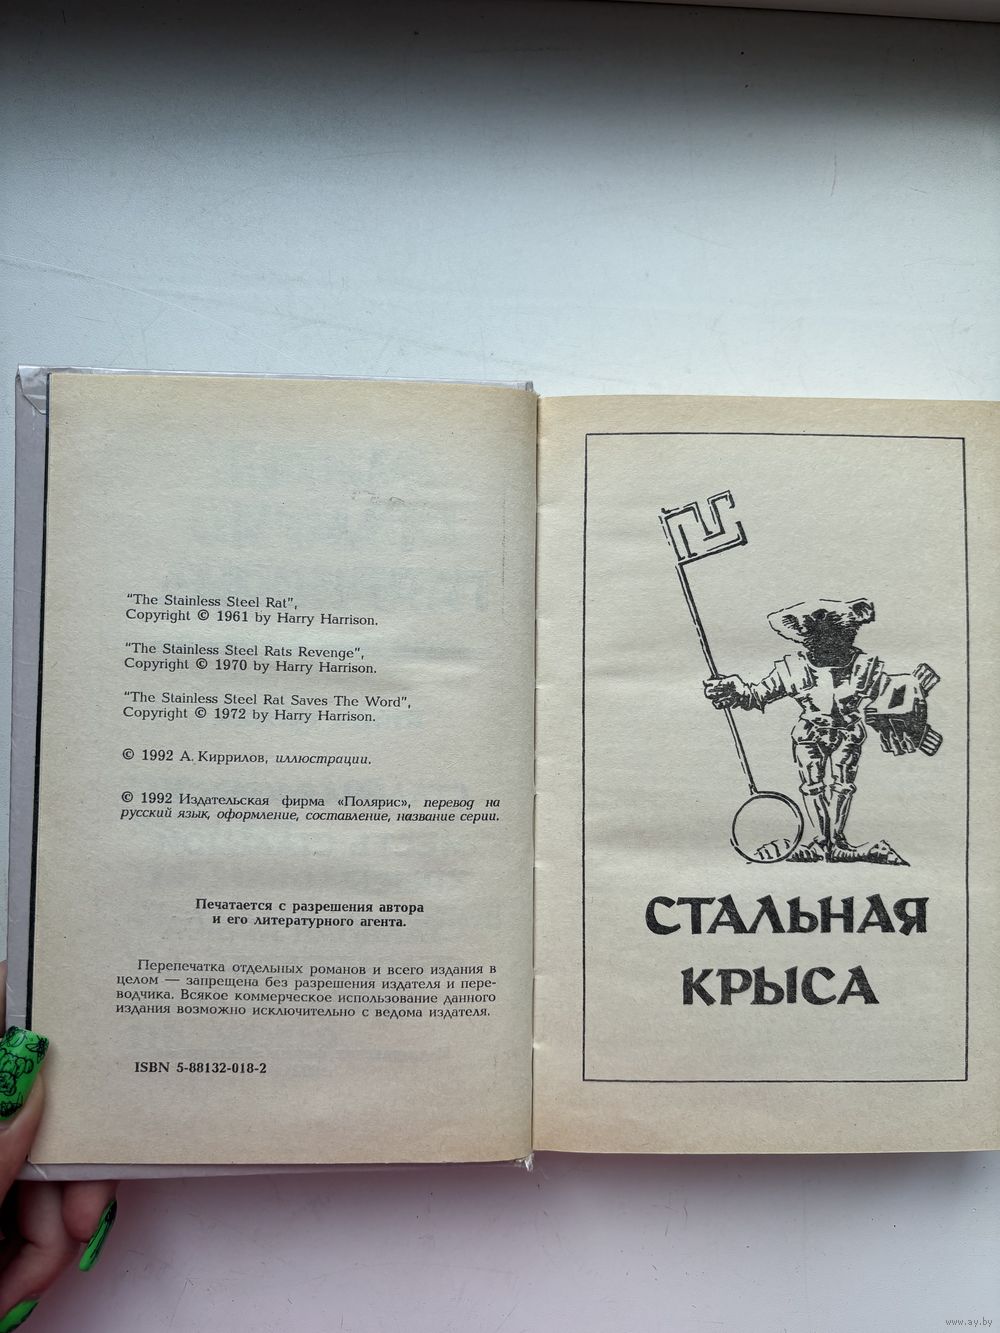 "The Stainless Steel Rat",
Copyright © 1961 by Harry Harrison.
"The Stainless Steel Rats Revenge",
Copyright © 1970 by Harry Harrison.
"The Stainless Steel Rat Saves The Word",
Copyright © 1972 by Harry Harrison.
© 1992 А. Киррилов, иллюстрации.
© 1992 Издательская фирма «Полярис», перевод на
русский язык, оформление, составление, название серии.
Печатается с разрешения автора
и его литературного агента.
Перепечатка отдельных романов и всего издания в
целом — запрещена без разрешения издателя и пере-
водчика. Всякое коммерческое использование данного
издания возможно исключительно с ведома издателя.
ISBN 5-88132-018-2
СТАЛЬНАЯ
КРЫСА
www.ay.by